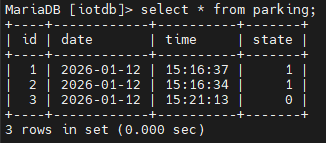 MariaDB [iotdb]> select * from parking;
+----+------------+----------+-------+
| id | date       | time     | state |
+----+------------+----------+-------+
|  1 | 2026-01-12 | 15:16:37 |     1 |
|  2 | 2026-01-12 | 15:16:34 |     1 |
|  3 | 2026-01-12 | 15:21:13 |     0 |
+----+------------+----------+-------+
3 rows in set (0.000 sec)